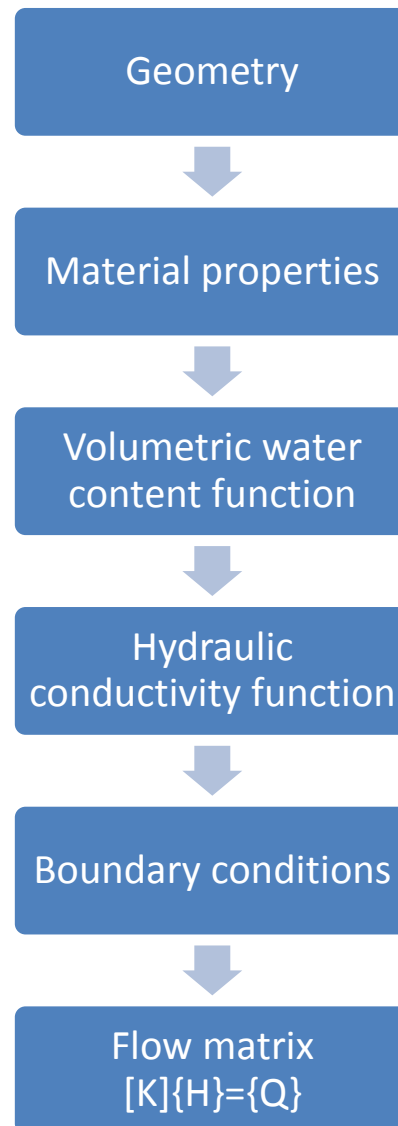 Geometry
Material properties
Volumetric water
content function
Hydraulic
conductivity function
Boundary conditions
Flow matrix
[K]{H}={Q}